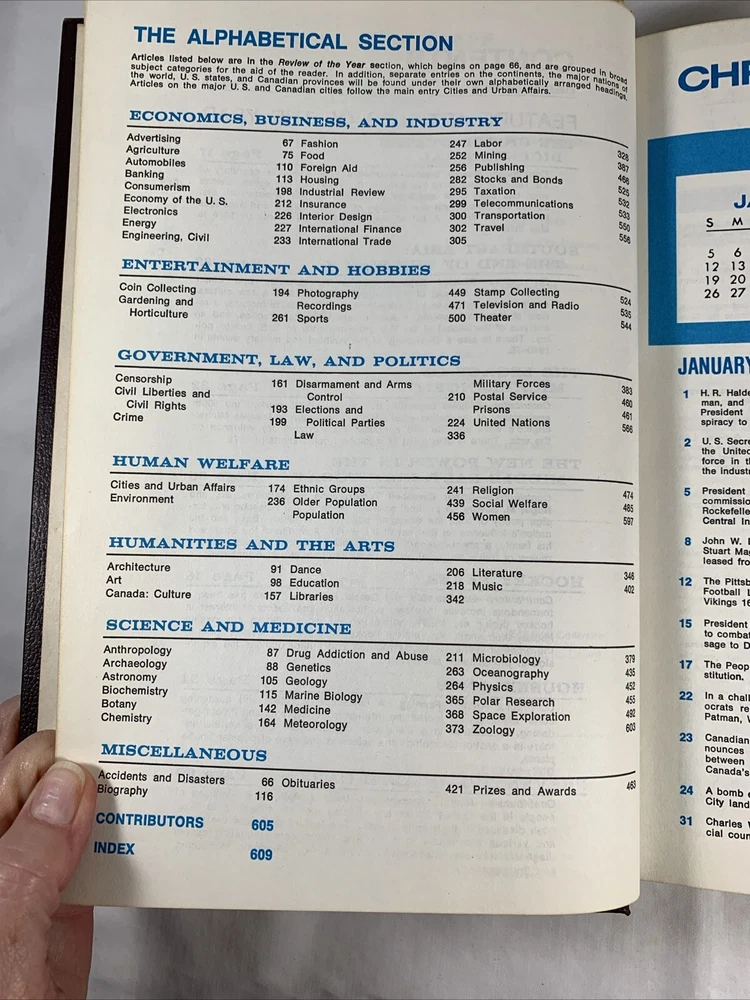 THE ALPHABETICAL SECTION
Articles listed below are in the Review of the Year section, which begins on page 66, and are grouped in broad
subject categories for the aid of the reader. In addition, separate entries on the continents, the major nations of
the world, U.S. states, and Canadian provinces will be found under their own alphabetically arranged headings.
Articles on the major U.S. and Canadian cities follow the main entry Cities and Urban Affairs.
ECONOMICS, BUSINESS, AND INDUSTRY
Advertising 67 Fashion 247 Labor 328
Agriculture 75 Food 252 Mining 387
Automobiles 110 Foreign Aid 256 Publishing 466
Banking 113 Housing 282 Stocks and Bonds 525
Consumerism 198 Industrial Review 295 Taxation 532
Economy of the U.S. 212 Insurance 299 Telecommunications 533
Electronics 226 Interior Design 300 Transportation 550
Energy 227 International Finance 302 Travel 556
Engineering, Civil 233 International Trade 305
ENTERTAINMENT AND HOBBIES
Coin Collecting 194 Photography 449 Stamp Collecting 524
Gardening and Recordings 471 Television and Radio 535
Horticulture 261 Sports 500 Theater 544
GOVERNMENT, LAW, AND POLITICS
Censorship 161 Disarmament and Arms Military Forces 383
Civil Liberties and Control 210 Postal Service 460
Civil Rights 193 Elections and Prisons 461
Crime 199 Political Parties 224 United Nations 566
Law 336
HUMAN WELFARE
Cities and Urban Affairs 174 Ethnic Groups 241 Religion 474
Environment 236 Older Population 439 Social Welfare 485
Population 456 Women 597
HUMANITIES AND THE ARTS
Architecture 91 Dance 206 Literature 346
Art 98 Education 218 Music 402
Canada: Culture 157 Libraries 342
SCIENCE AND MEDICINE
Anthropology 87 Drug Addiction and Abuse 211 Microbiology 379
Archaeology 88 Genetics 263 Oceanography 435
Astronomy 105 Geology 264 Physics 452
Biochemistry 115 Marine Biology 365 Polar Research 455
Botany 142 Medicine 368 Space Exploration 492
Chemistry 164 Meteorology 373 Zoology 603
MISCELLANEOUS
Accidents and Disasters 66 Obituaries 421 Prizes and Awards 463
Biography 116
CONTRIBUTORS 605
INDEX 609
CHR
JA
S M
5 6
12 13
19 20
26 27
JANUARY
1 H. R. Halde
man, and
President
spiracy to
2 U.S. Secre
the United
force in th
the industr
5 President
commissio
Rockefelle
Central In
8 John W. D
Stuart Mag
leased fro
12 The Pittsb
Football L
Vikings 16
15 President
to combat
sage to D
17 The Peop
stitution.
22 In a chall
ocrats re
Patman, W
23 Canadian
nounces
between
Canada's
24 A bomb e
City land
31 Charles W
cial coun